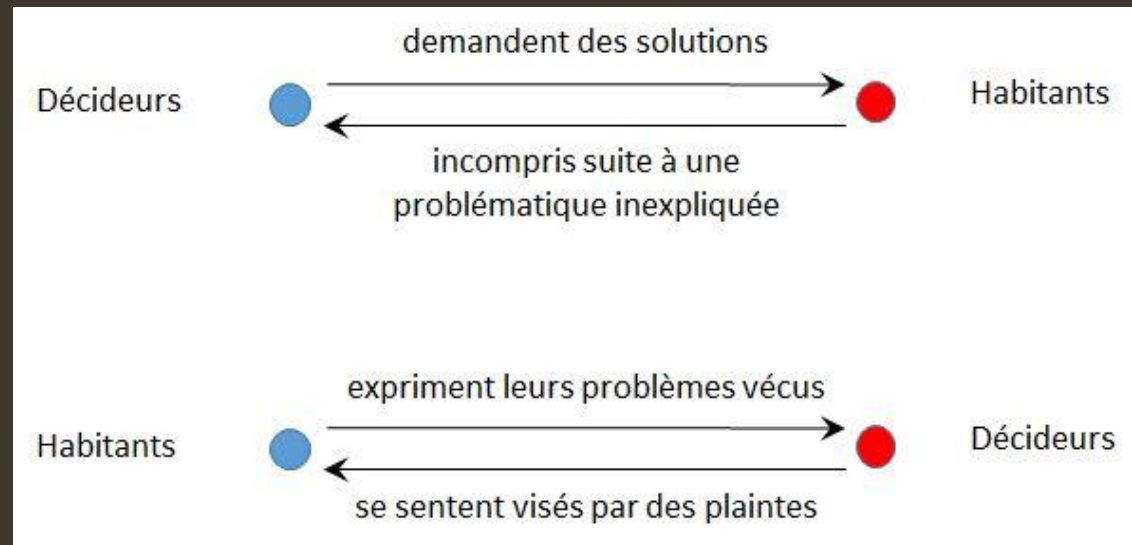 demandent des solutions
Décideurs
Habitants
incompris suite à une
problématique inexpliquée
expriment leurs problèmes vécus
Habitants
Décideurs
se sentent visés par des plaintes